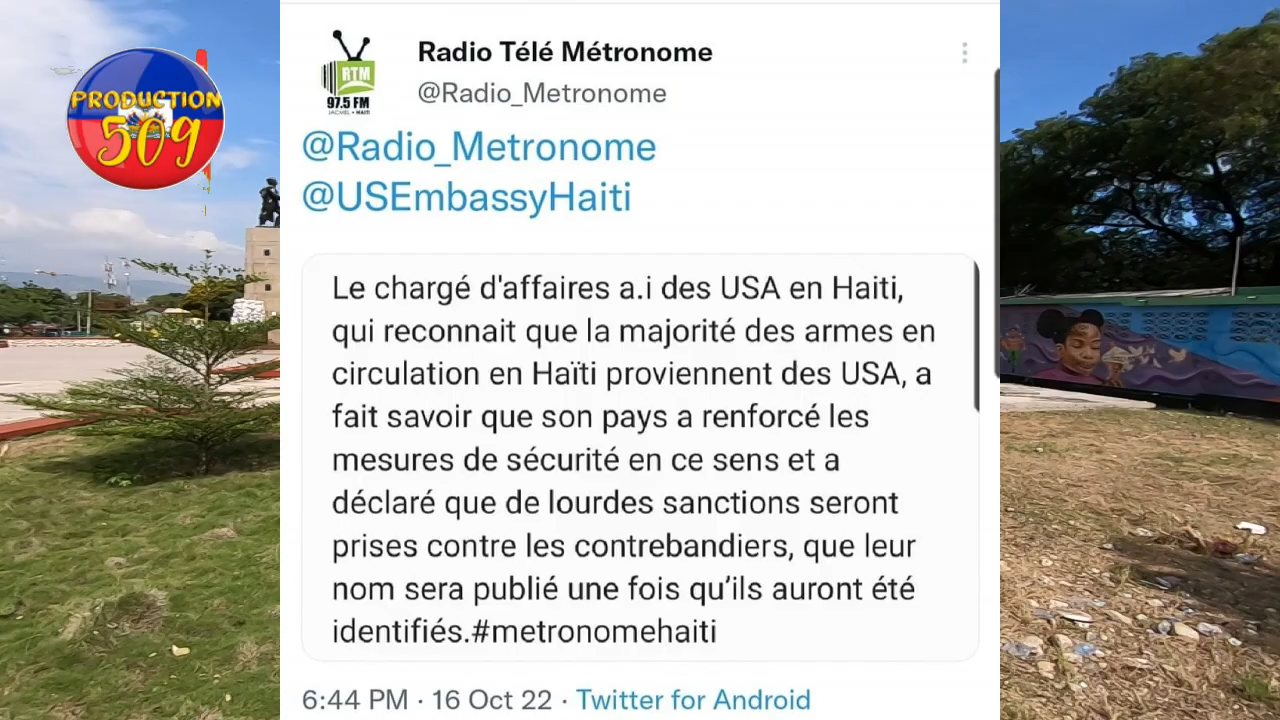 PRODUCTION
509
RTM
97.5 FM
JACMEL • HAITI
Radio Télé Métronome
@Radio_Metronome
@Radio_Metronome
@USEmbassyHaiti
Le chargé d'affaires a.i des USA en Haiti,
qui reconnait que la majorité des armes en
circulation en Haïti proviennent des USA, a
fait savoir que son pays a renforcé les
mesures de sécurité en ce sens et a
déclaré que de lourdes sanctions seront
prises contre les contrebandiers, que leur
nom sera publié une fois qu’ils auront été
identifiés.#metronomehaiti
6:44 PM · 16 Oct 22 · Twitter for Android